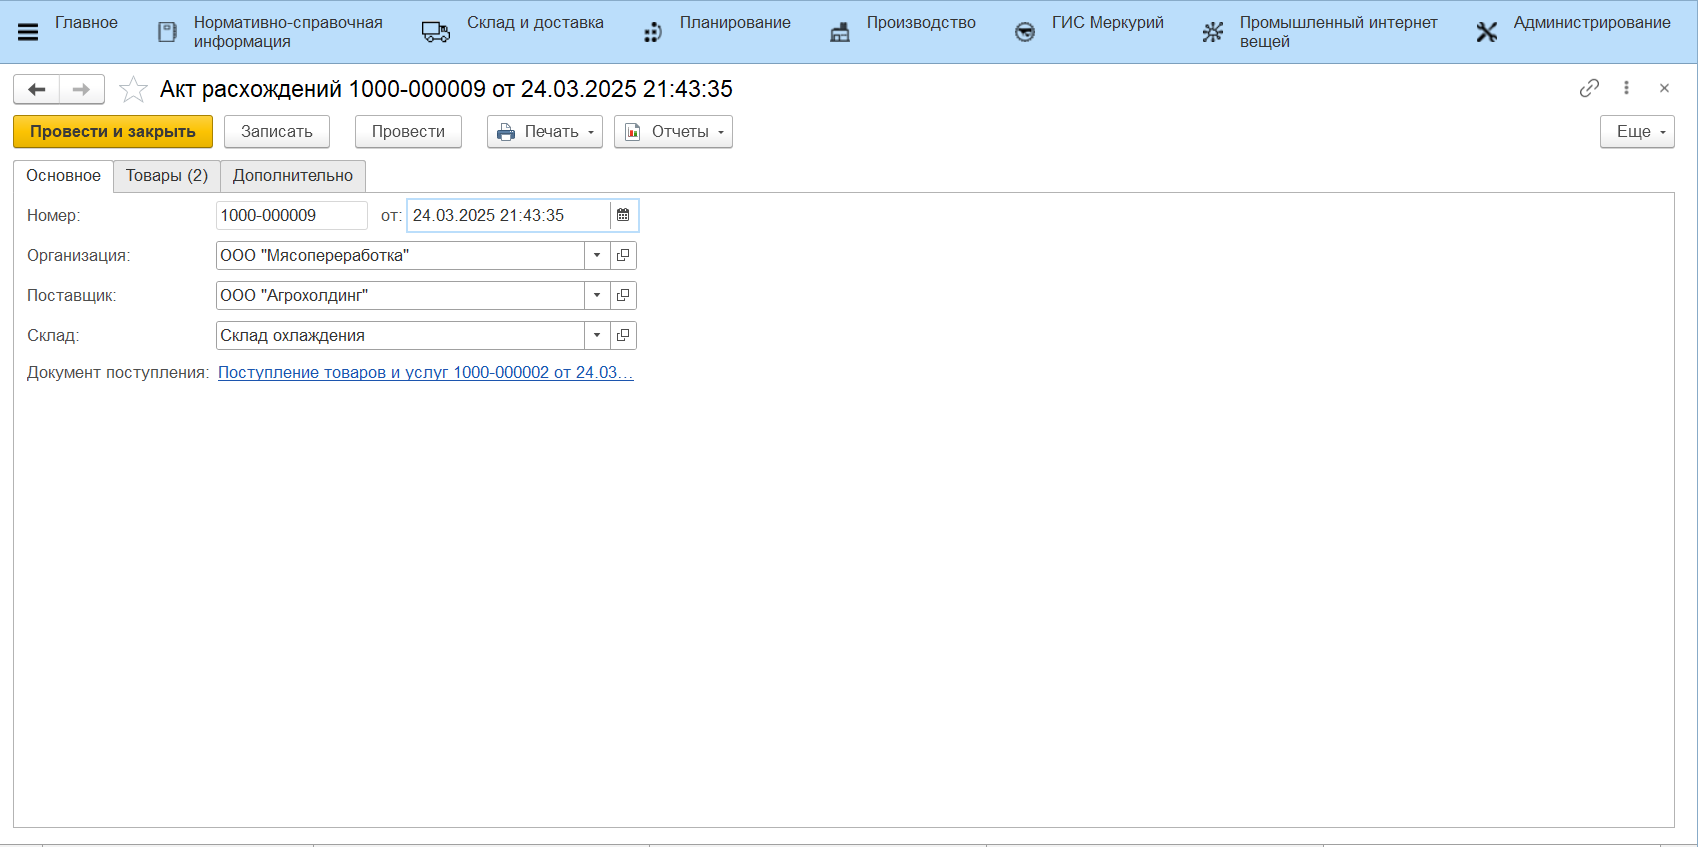 Главное
Нормативно-справочная
информация
Склад и доставка
Планирование
Производство
ГИС Меркурий
Промышленный интернет
вещей
Администрирование
Акт расхождений 1000-000009 от 24.03.2025 21:43:35
Провести и закрыть
Записать
Провести
Печать
Отчеты
Еще
Основное
Товары (2)
Дополнительно
Номер: 1000-000009 от: 24.03.2025 21:43:35
Организация: ООО "Мясопереработка"
Поставщик: ООО "Агрохолдинг"
Склад: Склад охлаждения
Документ поступления: Поступление товаров и услуг 1000-000002 от 24.03...